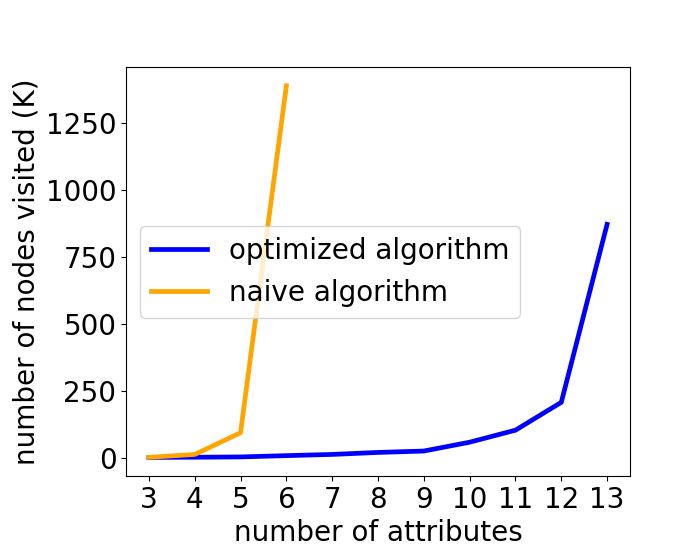 number of nodes visited (K)
1250
1000
750
500
250
0
optimized algorithm
naive algorithm
3 4 5 6 7 8 9 10 11 12 13
number of attributes